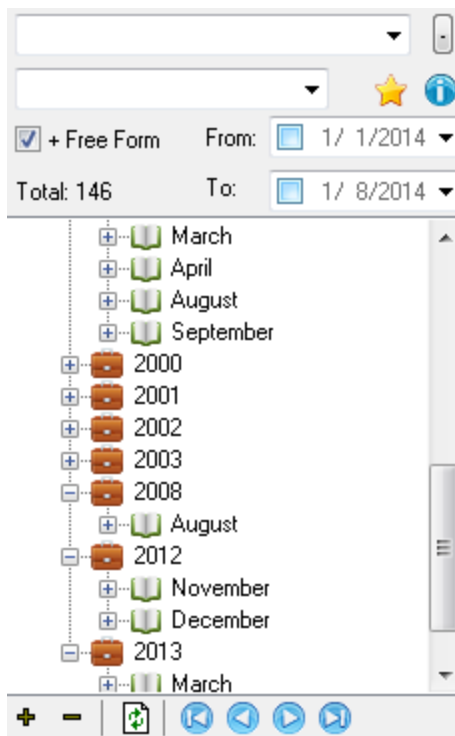 + Free Form From: 1/ 1/2014
Total: 146 To: 1/ 8/2014
March
April
August
September
2000
2001
2002
2003
2008
August
2012
November
December
2013
March